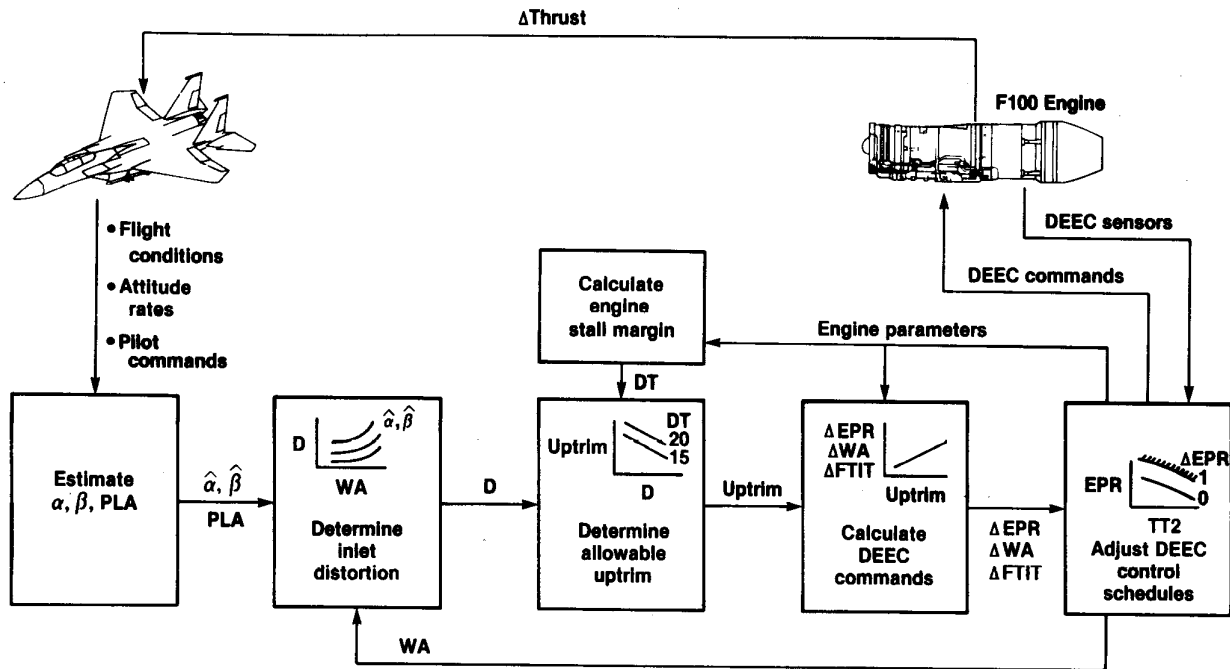 ΔThrust
F100 Engine
• Flight
conditions
• Attitude
rates
• Pilot
commands
DEEC sensors
DEEC commands
Calculate
engine
stall margin
Engine parameters
DT
Estimate
α, β, PLA
α̂, β̂
PLA
D
α̂, β̂
WA
Determine
inlet
distortion
D
Uptrim
DT
20
15
D
Determine
allowable
uptrim
Uptrim
ΔEPR
ΔWA
ΔFTIT
Uptrim
Calculate
DEEC
commands
ΔEPR
ΔWA
ΔFTIT
EPR
ΔEPR
1
0
TT2
Adjust DEEC
control
schedules
WA